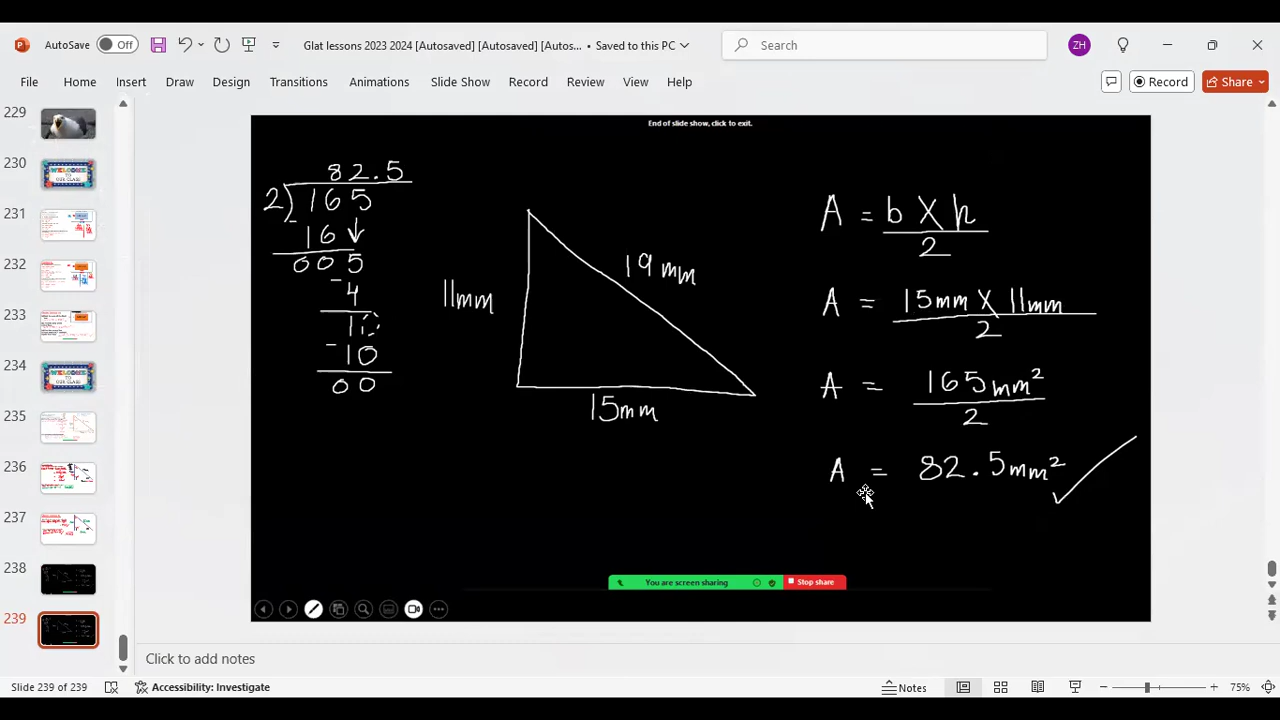 AutoSave Off Glat lessons 2023 2024 [Autosaved] [Autosaved] [Autos... • Saved to this PC Search ZH
File Home Insert Draw Design Transitions Animations Slide Show Record Review View Help Record Share
229
230
231
232
233
234
235
236
237
238
239
End of slide show, click to exit.
82.5
2)165
- 16↓
005
- 4
10
- 10
00
11mm
19mm
15mm
A = b X h
2
A = 15mm X 11mm
2
A = 165mm²
2
A = 82.5mm²
You are screen sharing Stop share
Click to add notes
Slide 239 of 239 Accessibility: Investigate Notes 75%